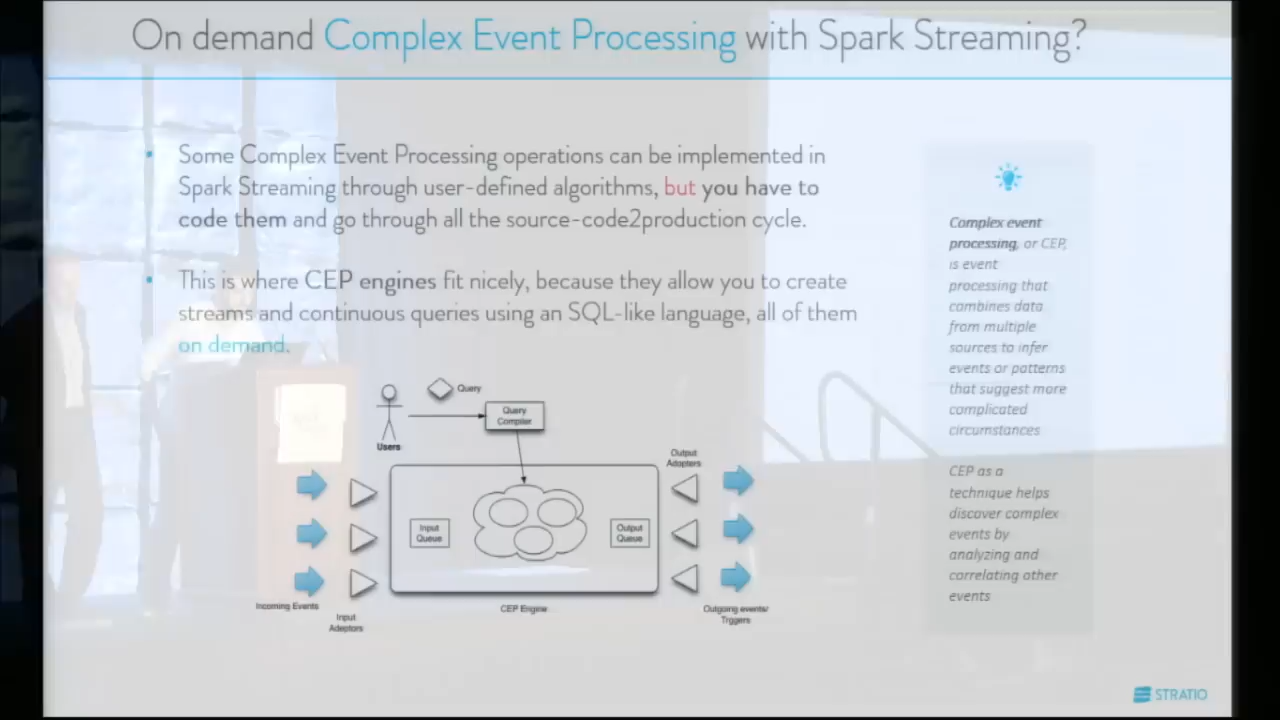 On demand Complex Event Processing with Spark Streaming?
Some Complex Event Processing operations can be implemented in
Spark Streaming through user-defined algorithms, but you have to
code them and go through all the source-code2production cycle.
This is where CEP engines fit nicely, because they allow you to create
streams and continuous queries using an SQL-like language, all of them
on demand.
Query
Query
Compiler
Users
Output
Adopters
Input
Queue
Output
Queue
Incoming Events
Input
Adeptors
CEP Engine
Outgoing events/
Trggers
Complex event
processing, or CEP,
is event
processing that
combines data
from multiple
sources to infer
events or patterns
that suggest more
complicated
circumstances
CEP as a
technique helps
discover complex
events by
analyzing and
correlating other
events
STRATIO